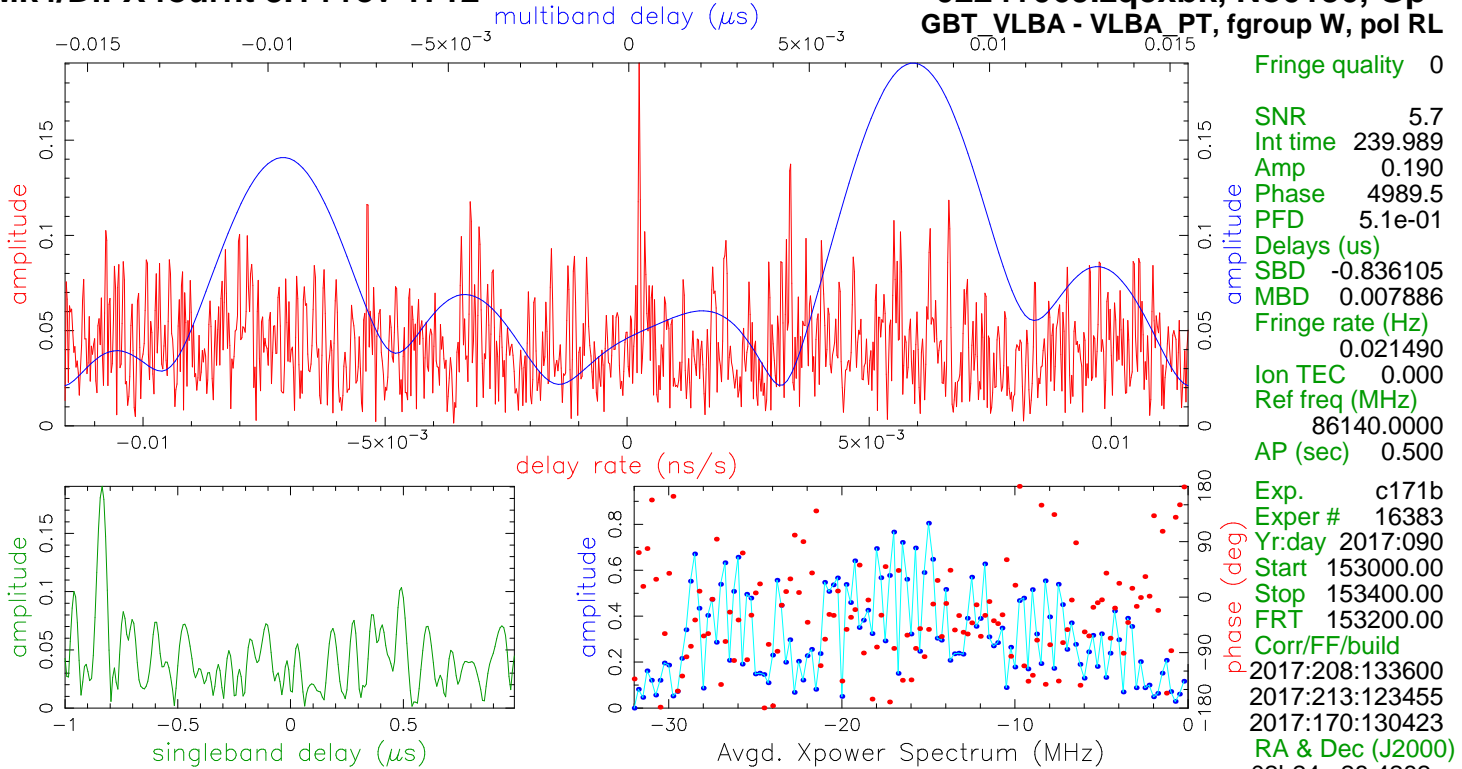 GBT_VLBA - VLBA_PT, fgroup W, pol RL
multiband delay (μs)
−0.015 −0.01 −5×10⁻³ 0 5×10⁻³ 0.01 0.015
amplitude
0 0.05 0.1 0.15
0 0.05 0.1 0.15
amplitude
−0.01 −5×10⁻³ 0 5×10⁻³ 0.01
delay rate (ns/s)
amplitude
0 0.05 0.1 0.15
−1 −0.5 0 0.5
singleband delay (μs)
amplitude
0 0.2 0.4 0.6 0.8
−30 −20 −10 0
Avgd. Xpower Spectrum (MHz)
−180 −90 0 90 180
phase (deg)
Fringe quality 0
SNR 5.7
Int time 239.989
Amp 0.190
Phase 4989.5
PFD 5.1e-01
Delays (us)
SBD -0.836105
MBD 0.007886
Fringe rate (Hz)
0.021490
Ion TEC 0.000
Ref freq (MHz)
86140.0000
AP (sec) 0.500
Exp. c171b
Exper # 16383
Yr:day 2017:090
Start 153000.00
Stop 153400.00
FRT 153200.00
Corr/FF/build
2017:208:133600
2017:213:123455
2017:170:130423
RA & Dec (J2000)